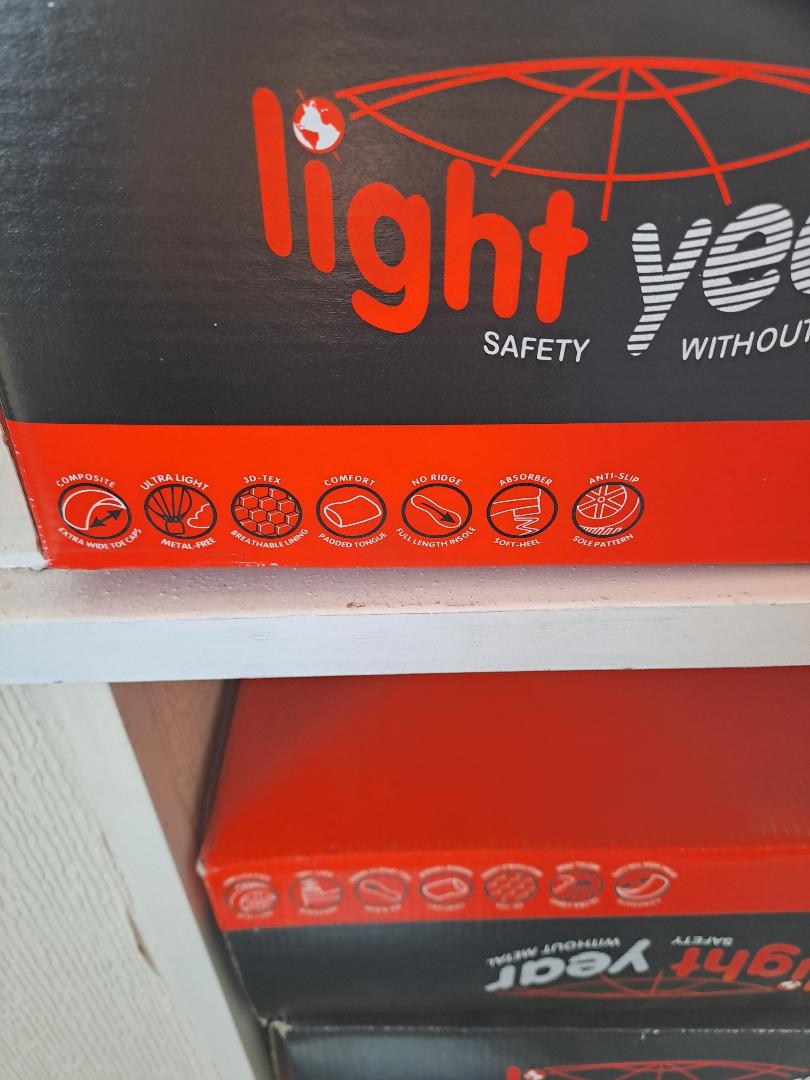 light yea
SAFETY WITHOUT
COMPOSITE
EXTRA WIDE TOE CAPS
ULTRA LIGHT
METAL-FREE
3D-TEX
BREATHABLE LINING
COMFORT
PADDED TONGUE
NO RIDGE
FULL LENGTH INSOLE
ABSORBER
SOFT-HEEL
ANTI-SLIP
SOLE PATTERN
light year
SAFETY WITHOUT METAL